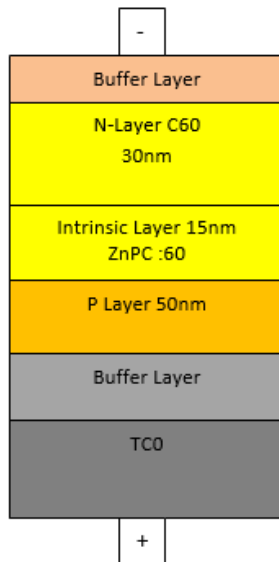 -
Buffer Layer
N-Layer C60
30nm
Intrinsic Layer 15nm
ZnPC :60
P Layer 50nm
Buffer Layer
TC0
+